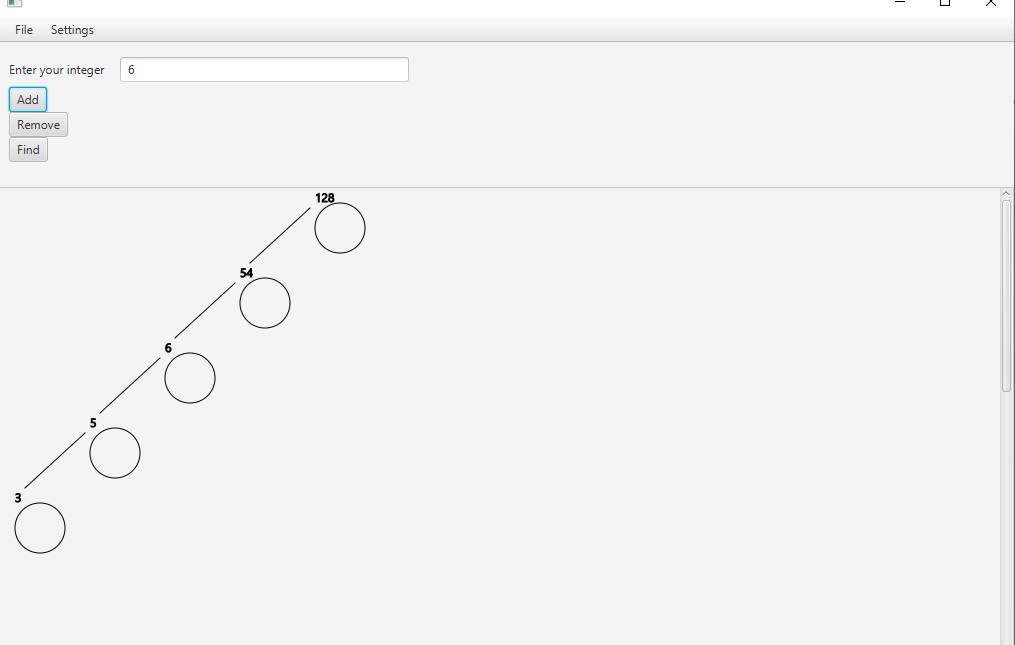 File Settings
Enter your integer 6
Add
Remove
Find
128
54
6
5
3